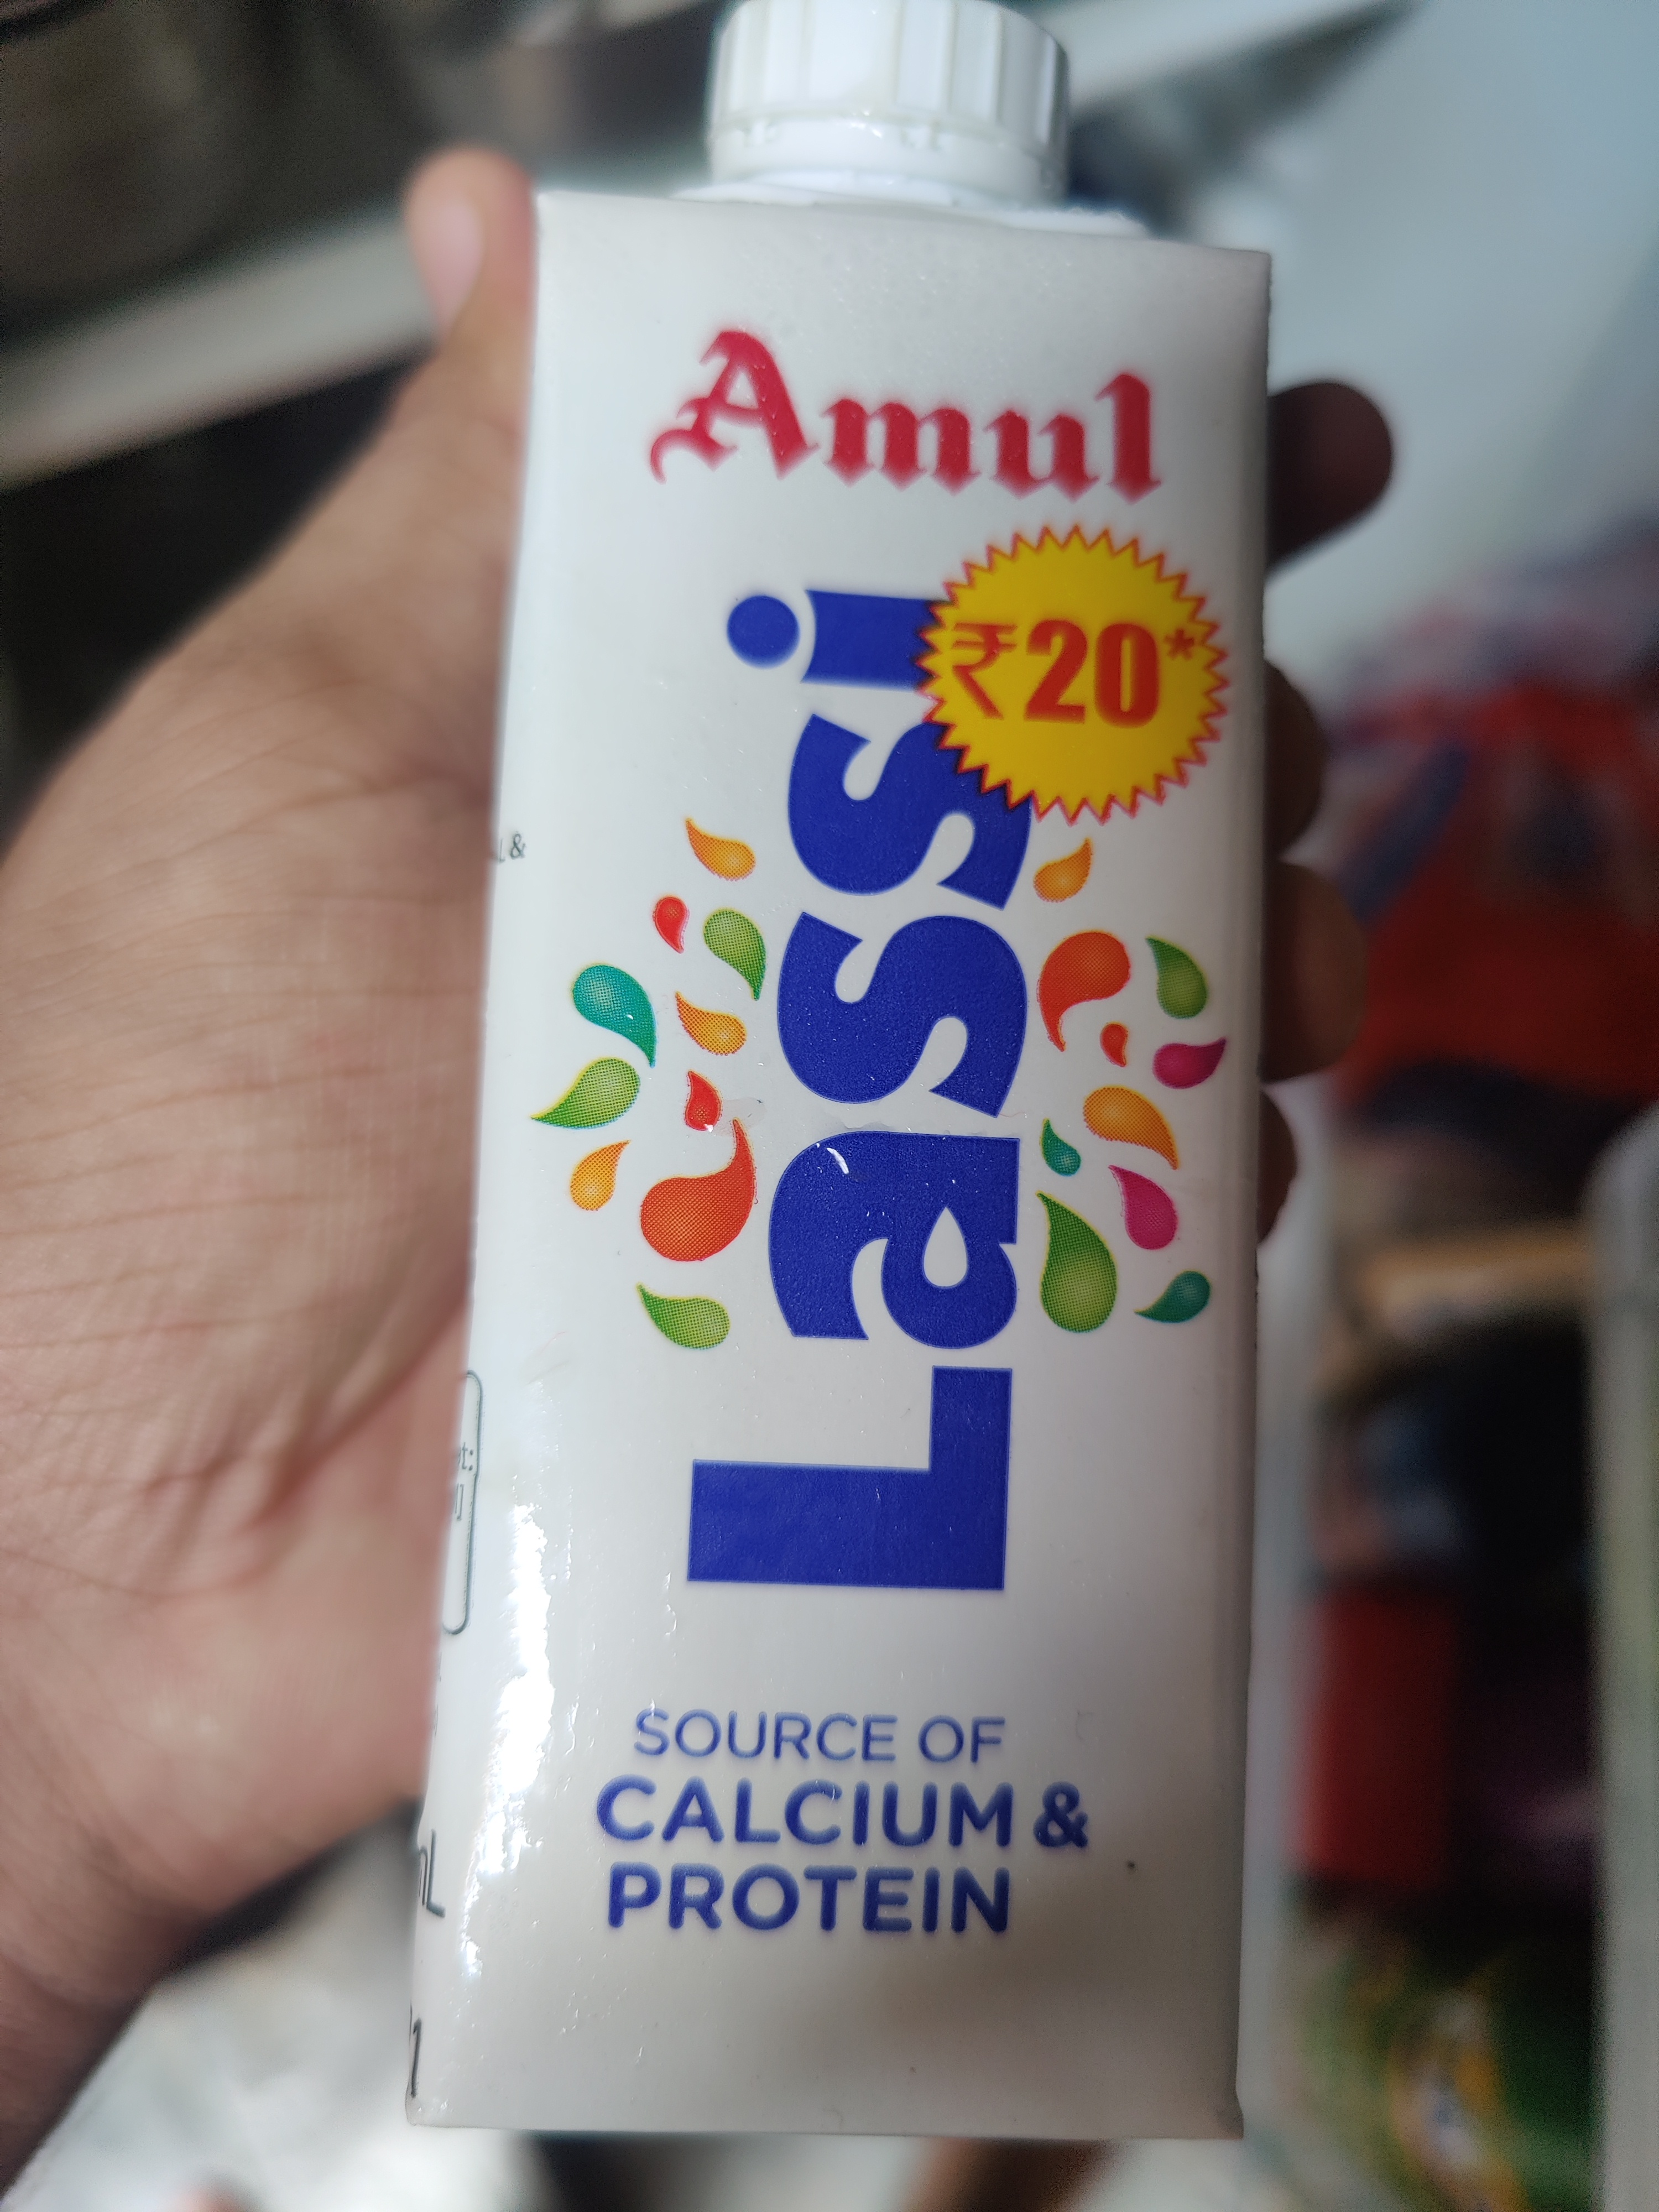 Amul
₹20*
Lassi
SOURCE OF
CALCIUM &
PROTEIN
&